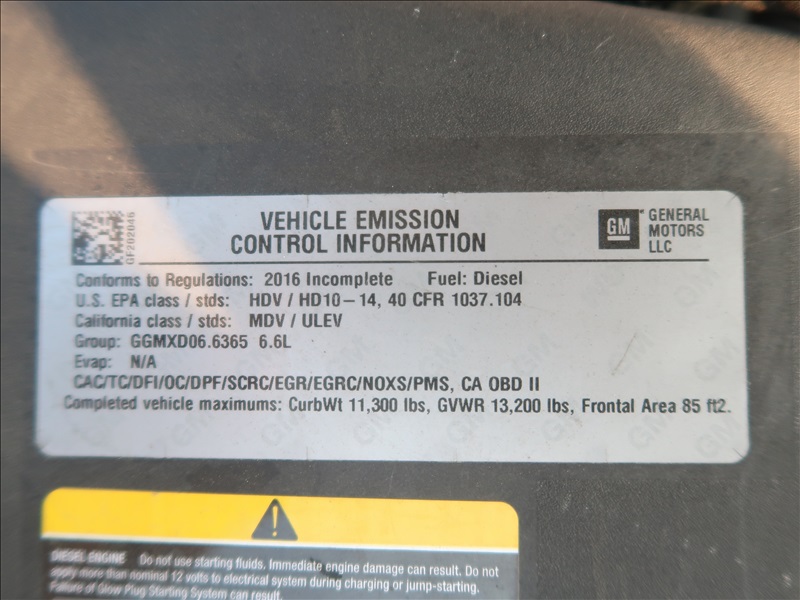 GF202046
VEHICLE EMISSION
CONTROL INFORMATION
GM
GENERAL
MOTORS
LLC
Conforms to Regulations: 2016 Incomplete Fuel: Diesel
U.S. EPA class / stds: HDV / HD10-14, 40 CFR 1037.104
California class / stds: MDV / ULEV
Group: GGMXD06.6365 6.6L
Evap: N/A
CAC/TC/DFI/OC/DPF/SCRC/EGR/EGRC/NOXS/PMS, CA OBD II
Completed vehicle maximums: CurbWt 11,300 lbs, GVWR 13,200 lbs, Frontal Area 85 ft2.
DIESEL ENGINE Do not use starting fluids. Immediate engine damage can result. Do not
apply more than nominal 12 volts to electrical system during charging or jump-starting.
Failure of Glow Plug Starting System can result.